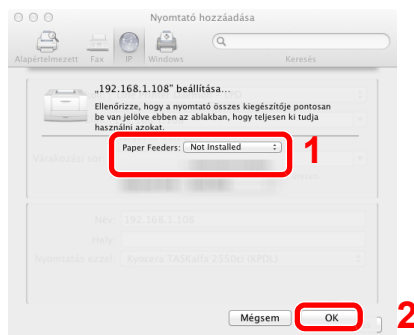 Nyomtató hozzáadása
Alapértelmezett Fax IP Windows Keresés
„192.168.1.108” beállítása…
Ellenőrizze, hogy a nyomtató összes kiegészítője pontosan
be van jelölve ebben az ablakban, hogy teljesen ki tudja
használni azokat.
Paper Feeders: Not Installed
1
Várakozási sor:
Név: 192.168.1.108
Hely:
Nyomtatás ezzel: Kyocera TASKalfa 2550ci (KPDL)
Mégsem OK
2